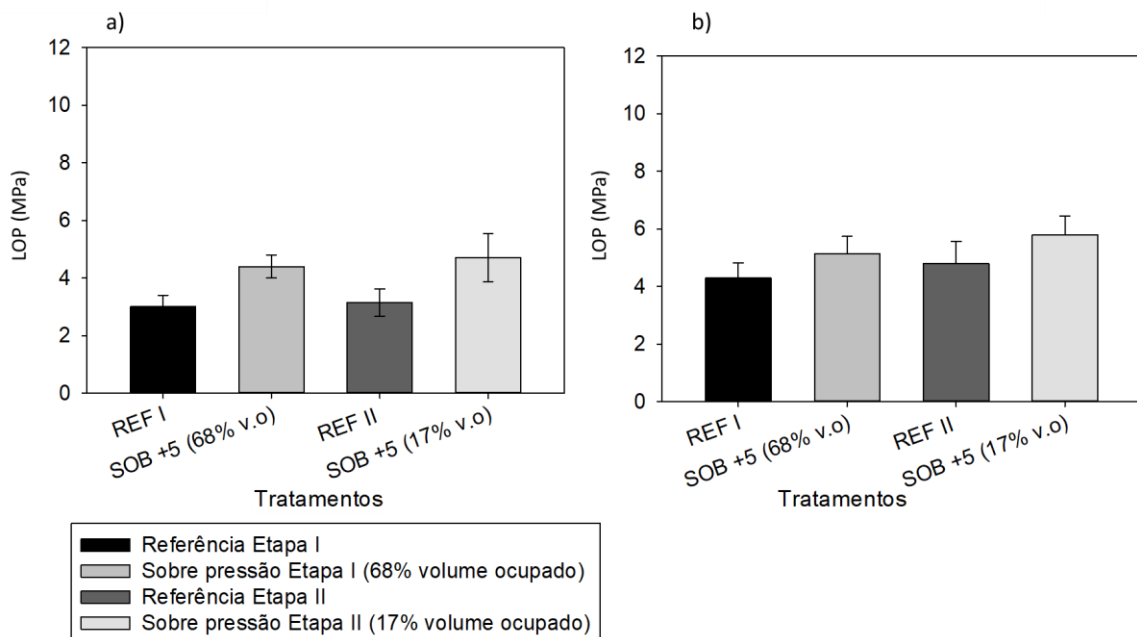 a)
12
10
8
6
4
2
0
LOP (MPa)
REF I
SOB +5 (68% v.o)
REF II
SOB +5 (17% v.o)
Tratamentos
b)
12
10
8
6
4
2
0
LOP (MPa)
REF I
SOB +5 (68% v.o)
REF II
SOB +5 (17% v.o)
Tratamentos
Referência Etapa I
Sobre pressão Etapa I (68% volume ocupado)
Referência Etapa II
Sobre pressão Etapa II (17% volume ocupado)